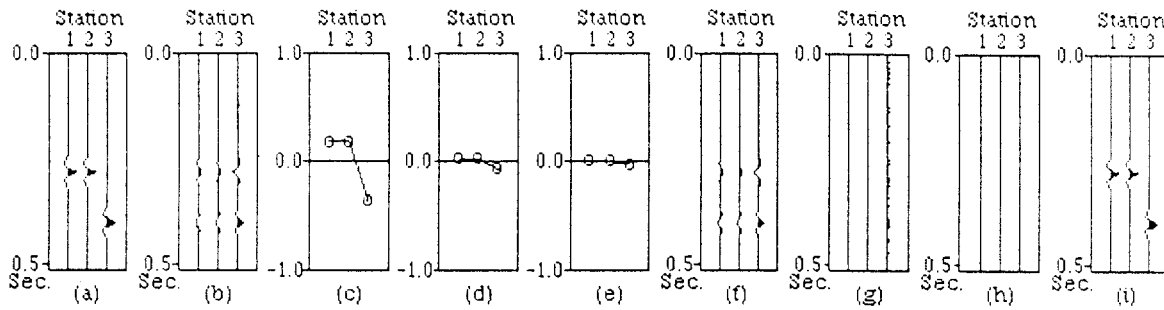 Station Station Station Station Station Station Station Station Station
1 2 3 1 2 3 1 2 3 1 2 3 1 2 3 1 2 3 1 2 3 1 2 3 1 2 3
0.0 0.0 1.0 1.0 1.0 0.0 0.0 0.0 0.0
0.0 0.0 0.0
0.5 0.5 -1.0 -1.0 -1.0 0.5 0.5 0.5 0.5
Sec. (a) Sec. (b) (c) (d) (e) Sec. (f) Sec. (g) Sec. (h) Sec. (i)